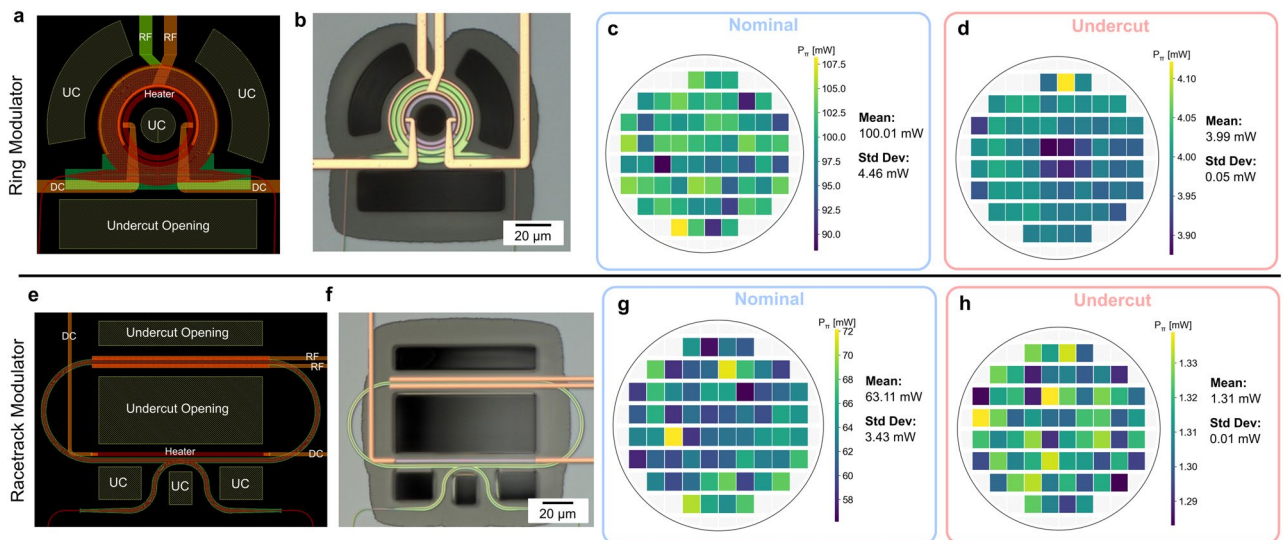 a
RF
RF
UC
UC
Heater
UC
DC
DC
Undercut Opening
Ring Modulator
b
20 µm
Nominal
c
Pπ [mW]
107.5
105.0
102.5
100.0
97.5
95.0
92.5
90.0
Mean:
100.01 mW
Std Dev:
4.46 mW
Undercut
d
Pπ [mW]
4.10
4.05
4.00
3.95
3.90
Mean:
3.99 mW
Std Dev:
0.05 mW
Racetrack Modulator
e
Undercut Opening
DC
RF
RF
Undercut Opening
Heater
DC
UC
UC
UC
f
20 µm
Nominal
g
Pπ [mW]
72
70
68
66
64
62
60
58
Mean:
63.11 mW
Std Dev:
3.43 mW
Undercut
h
Pπ [mW]
1.33
1.32
1.31
1.30
1.29
Mean:
1.31 mW
Std Dev:
0.01 mW